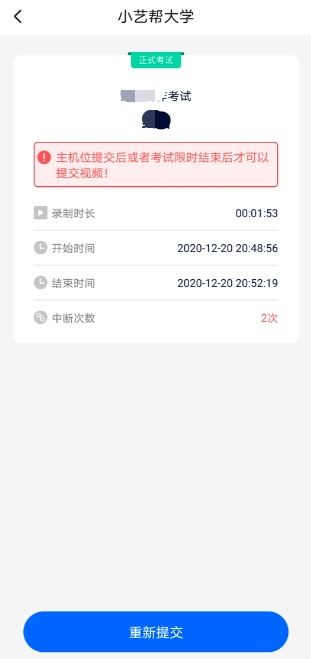 小艺帮大学
正式考试
考试
主机位提交后或者考试限时结束后才可以
提交视频！
录制时长 00:01:53
开始时间 2020-12-20 20:48:56
结束时间 2020-12-20 20:52:19
中断次数 2次
重新提交